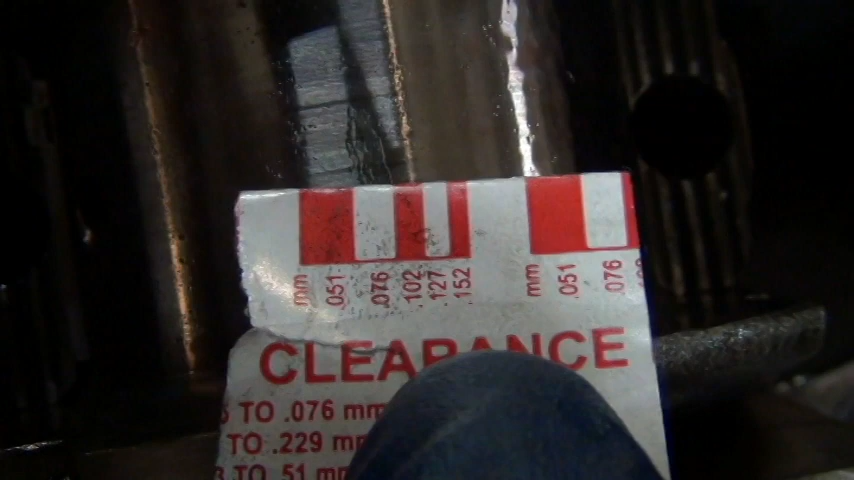 mm .051 .076 .102 .127 .152 mm .051 .076
CLEARANCE
TO .076 mm
TO .229 mm
TO .51 mm